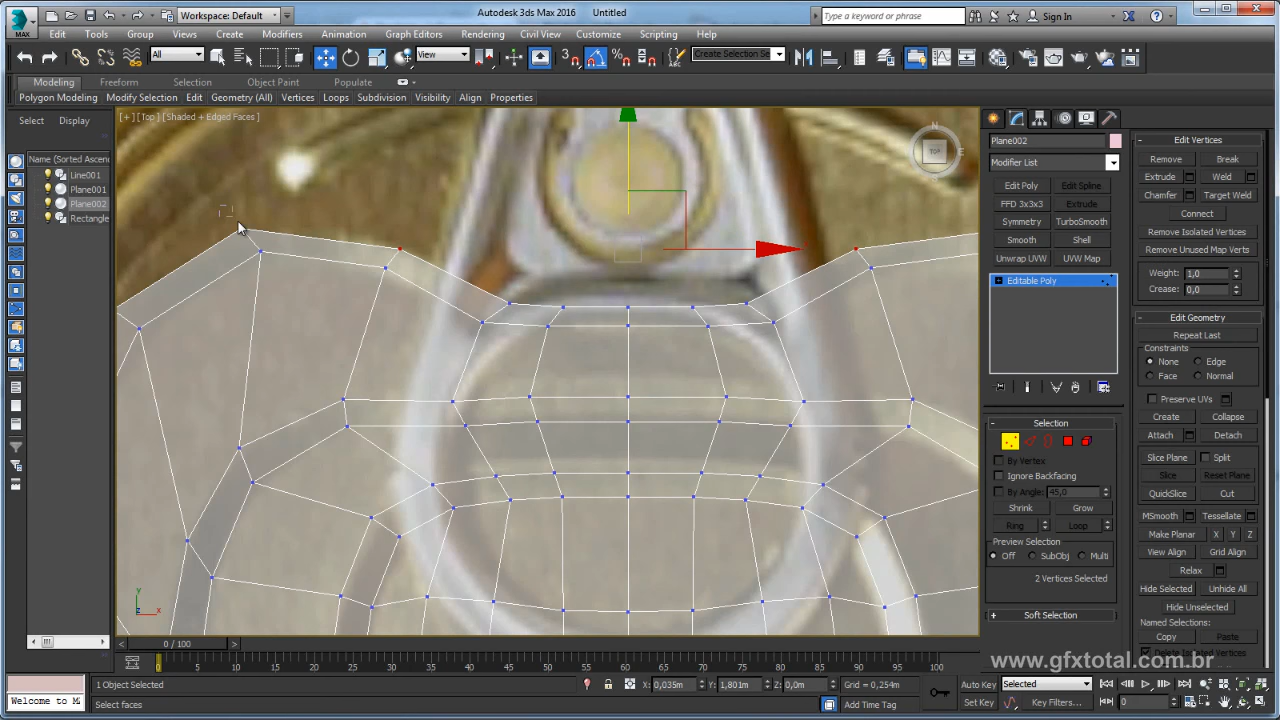 Workspace: Default
Autodesk 3ds Max 2016 Untitled
Type a keyword or phrase
Sign In
MAX
Edit Tools Group Views Create Modifiers Animation Graph Editors Rendering Civil View Customize Scripting Help
All
View
Create Selection Se
Modeling Freeform Selection Object Paint Populate
Polygon Modeling Modify Selection Edit Geometry (All) Vertices Loops Subdivision Visibility Align Properties
Select Display
Name (Sorted Ascen
Line001
Plane001
Plane002
Rectangle
[+] [Top] [Shaded + Edged Faces]
N
TOP
E
y
z
x
Plane002
Modifier List
Edit Poly Edit Spline
FFD 3x3x3 Extrude
Symmetry TurboSmooth
Smooth Shell
Unwrap UVW UVW Map
Editable Poly
Selection
By Vertex
Ignore Backfacing
By Angle: 45,0
Shrink Grow
Ring Loop
Preview Selection
Off SubObj Multi
2 Vertices Selected
Soft Selection
Edit Vertices
Remove Break
Extrude Weld
Chamfer Target Weld
Connect
Remove Isolated Vertices
Remove Unused Map Verts
Weight: 1,0
Crease: 0,0
Edit Geometry
Repeat Last
Constraints
None Edge
Face Normal
Preserve UVs
Create Collapse
Attach Detach
Slice Plane Split
Slice Reset Plane
QuickSlice Cut
MSmooth Tessellate
Make Planar X Y Z
View Align Grid Align
Relax
Hide Selected Unhide All
Hide Unselected
Named Selections:
Copy Paste
Delete Isolated Vertices
www.gfxtotal.com.br
0 / 100
0 5 10 15 20 25 30 35 40 45 50 55 60 65 70 75 80 85 90 95 100
1 Object Selected
X: 0,035m Y: 1,801m Z: 0,0m Grid = 0,254m
Auto Key Selected
Welcome to M
Select faces
Add Time Tag
Set Key Key Filters...
0